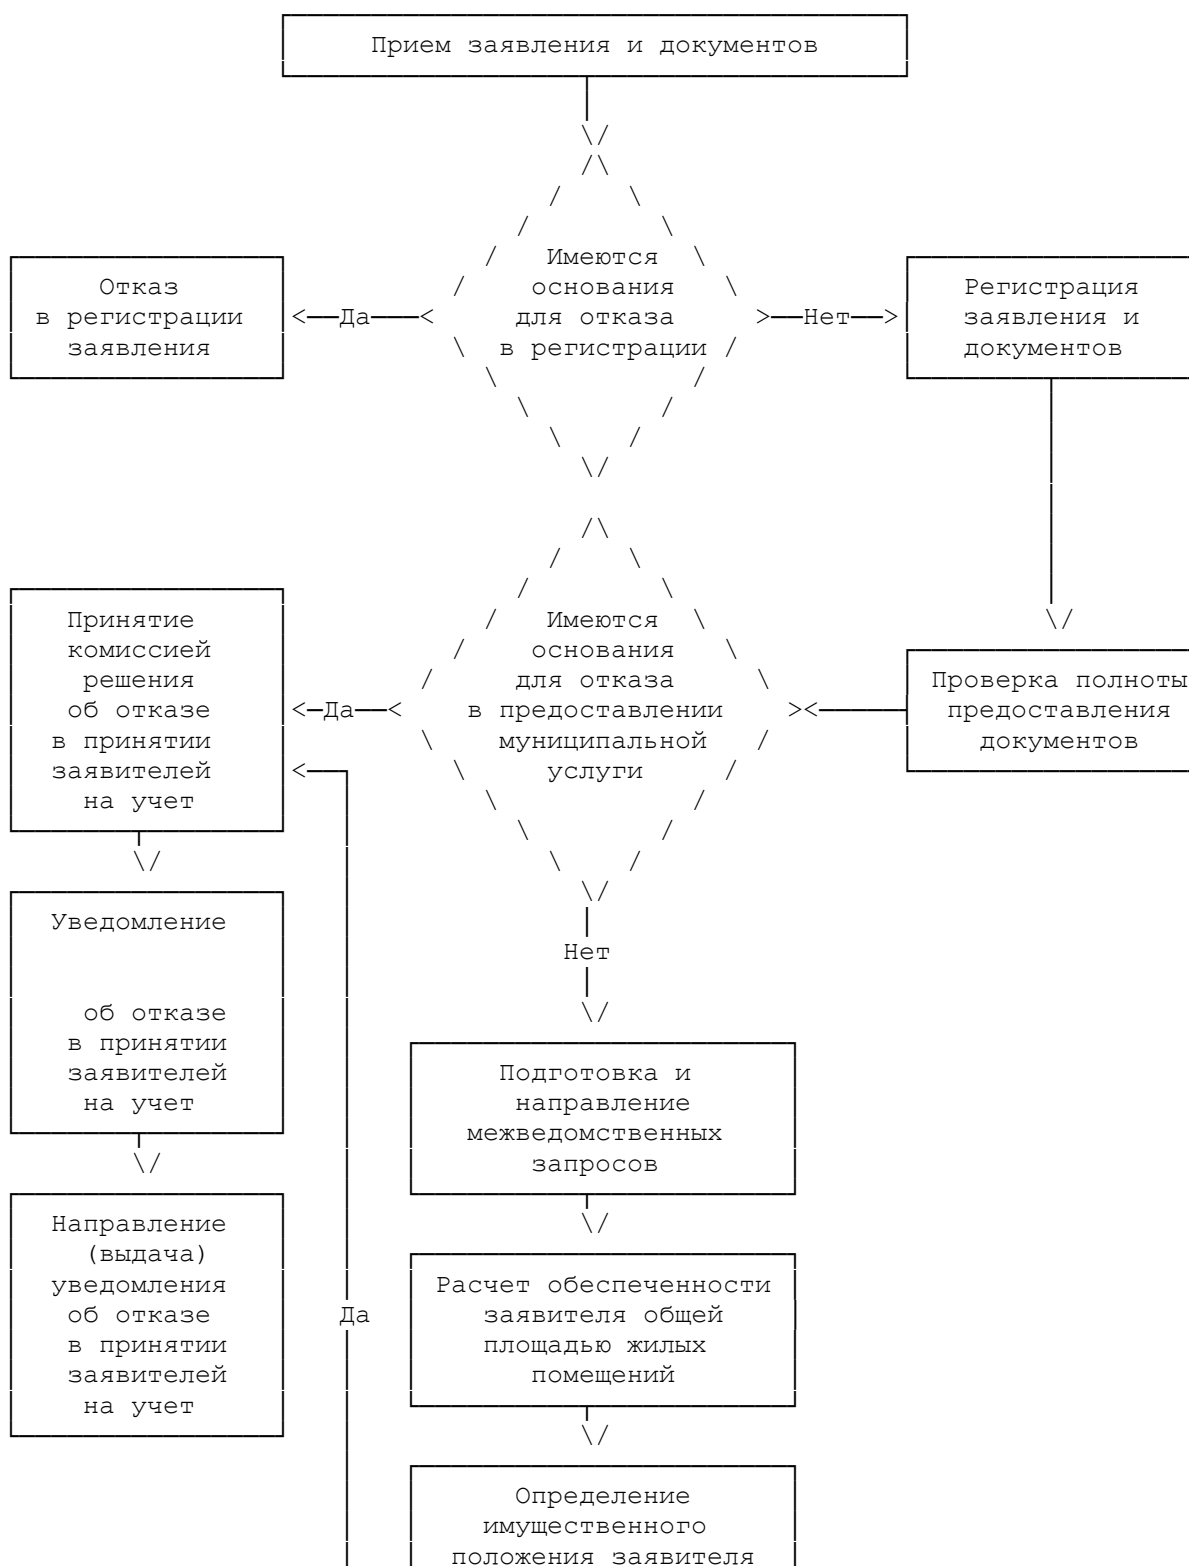 Прием заявления и документов
Имеются
основания
для отказа
в регистрации
Отказ
в регистрации
заявления
Да
Нет
Регистрация
заявления и
документов
Имеются
основания
для отказа
в предоставлении
муниципальной
услуги
Проверка полноты
предоставления
документов
Да
Принятие
комиссией
решения
об отказе
в принятии
заявителей
на учет
Уведомление
об отказе
в принятии
заявителей
на учет
Направление
(выдача)
уведомления
об отказе
в принятии
заявителей
на учет
Нет
Подготовка и
направление
межведомственных
запросов
Расчет обеспеченности
заявителя общей
площадью жилых
помещений
Да
Определение
имущественного
положения заявителя